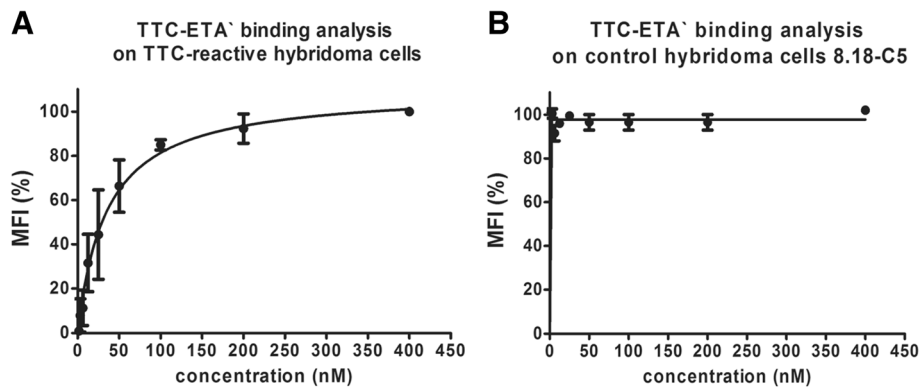 A
TTC-ETA` binding analysis
on TTC-reactive hybridoma cells
MFI (%)
100
80
60
40
20
0
0 50 100 150 200 250 300 350 400 450
concentration (nM)
B
TTC-ETA` binding analysis
on control hybridoma cells 8.18-C5
MFI (%)
100
80
60
40
20
0
0 50 100 150 200 250 300 350 400 450
concentration (nM)